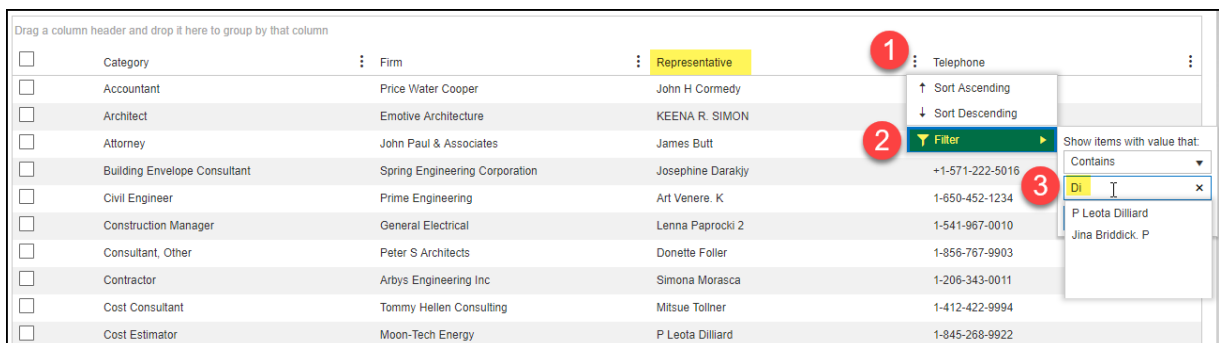 Drag a column header and drop it here to group by that column
Category Firm Representative 1 Telephone
Accountant Price Water Cooper John H Cormedy ↑ Sort Ascending
Architect Emotive Architecture KEENA R. SIMON ↓ Sort Descending
Attorney John Paul & Associates James Butt 2 Filter Show items with value that:
Contains
Building Envelope Consultant Spring Engineering Corporation Josephine Darakjy +1-571-222-5016
3 Di x
Civil Engineer Prime Engineering Art Venere. K 1-650-452-1234
P Leota Dilliard
Construction Manager General Electrical Lenna Paprocki 2 1-541-967-0010
Jina Briddick. P
Consultant, Other Peter S Architects Donette Foller 1-856-767-9903
Contractor Arbys Engineering Inc Simona Morasca 1-206-343-0011
Cost Consultant Tommy Hellen Consulting Mitsue Tollner 1-412-422-9994
Cost Estimator Moon-Tech Energy P Leota Dilliard 1-845-268-9922